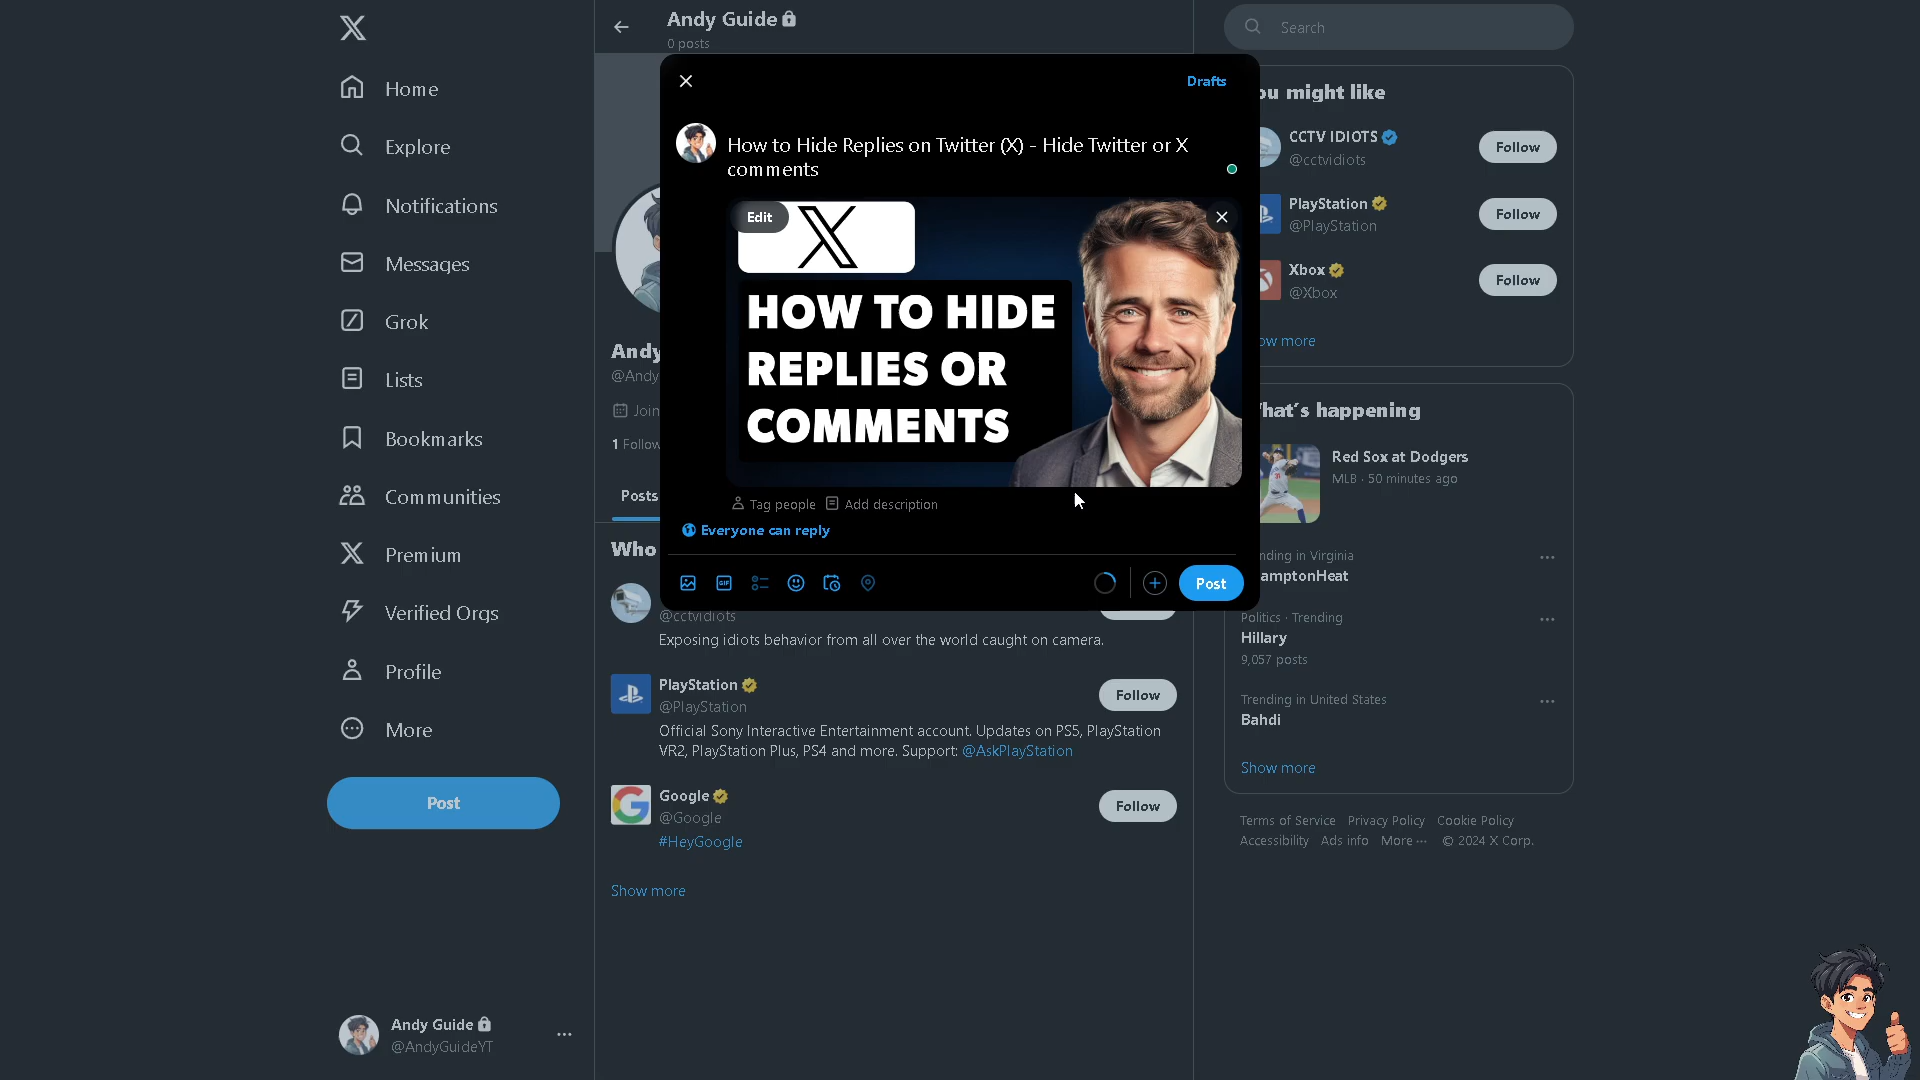 Home
Explore
Notifications
Messages
Grok
Lists
Bookmarks
Communities
Premium
Verified Orgs
Profile
More
Post
Andy Guide
@AndyGuideYT
Andy Guide
0 posts
Andy
@Andy
Join
1 Follow
Posts
Who
Drafts
How to Hide Replies on Twitter (X) - Hide Twitter or X
comments
Edit
HOW TO HIDE
REPLIES OR
COMMENTS
Tag people
Add description
Everyone can reply
GIF
Post
@cctvidiots
Exposing idiots behavior from all over the world caught on camera.
PlayStation
@PlayStation
Follow
Official Sony Interactive Entertainment account. Updates on PS5, PlayStation
VR2, PlayStation Plus, PS4 and more. Support: @AskPlayStation
Google
@Google
Follow
#HeyGoogle
Show more
Search
ou might like
CCTV IDIOTS
@cctvidiots
Follow
PlayStation
@PlayStation
Follow
Xbox
@Xbox
Follow
ow more
hat's happening
Red Sox at Dodgers
MLB · 50 minutes ago
nding in Virginia
amptonHeat
Politics · Trending
Hillary
9,057 posts
Trending in United States
Bahdi
Show more
Terms of Service Privacy Policy Cookie Policy
Accessibility Ads info More ··· © 2024 X Corp.